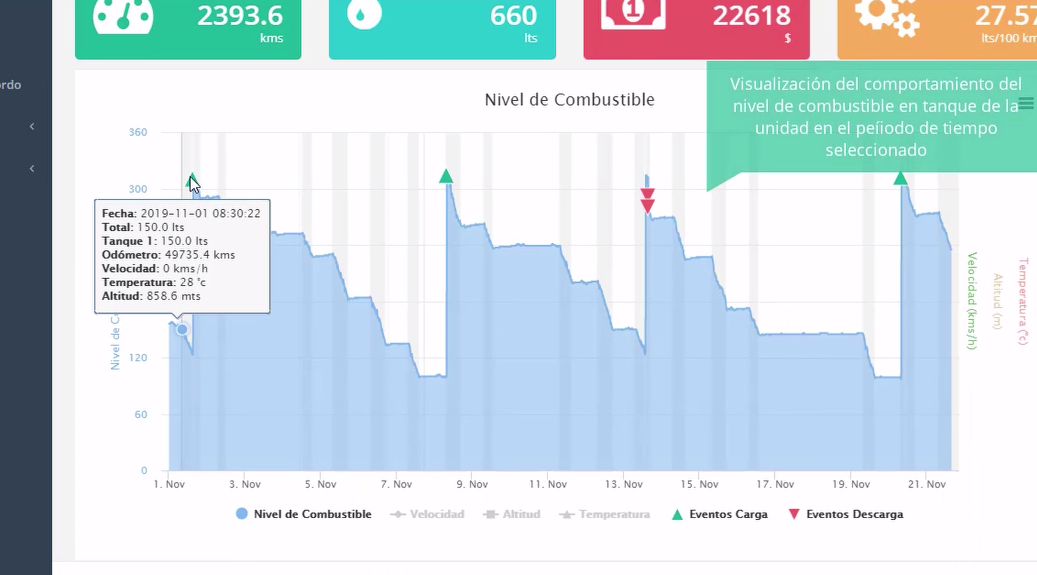 2393.6
kms
660
lts
22618
$
27.57
lts/100 km
ordo
Visualización del comportamiento del
nivel de combustible en tanque de la
unidad en el período de tiempo
seleccionado
Nivel de Combustible
360
300
120
60
0
Fecha: 2019-11-01 08:30:22
Total: 150.0 lts
Tanque 1: 150.0 lts
Odómetro: 49735.4 kms
Velocidad: 0 kms/h
Temperatura: 28 °c
Altitud: 858.6 mts
Nivel de C
Velocidad (kms/h)
Altitud (m)
Temperatura (°c)
1. Nov
3. Nov
5. Nov
7. Nov
9. Nov
11. Nov
13. Nov
15. Nov
17. Nov
19. Nov
21. Nov
Nivel de Combustible
Velocidad
Altitud
Temperatura
Eventos Carga
Eventos Descarga